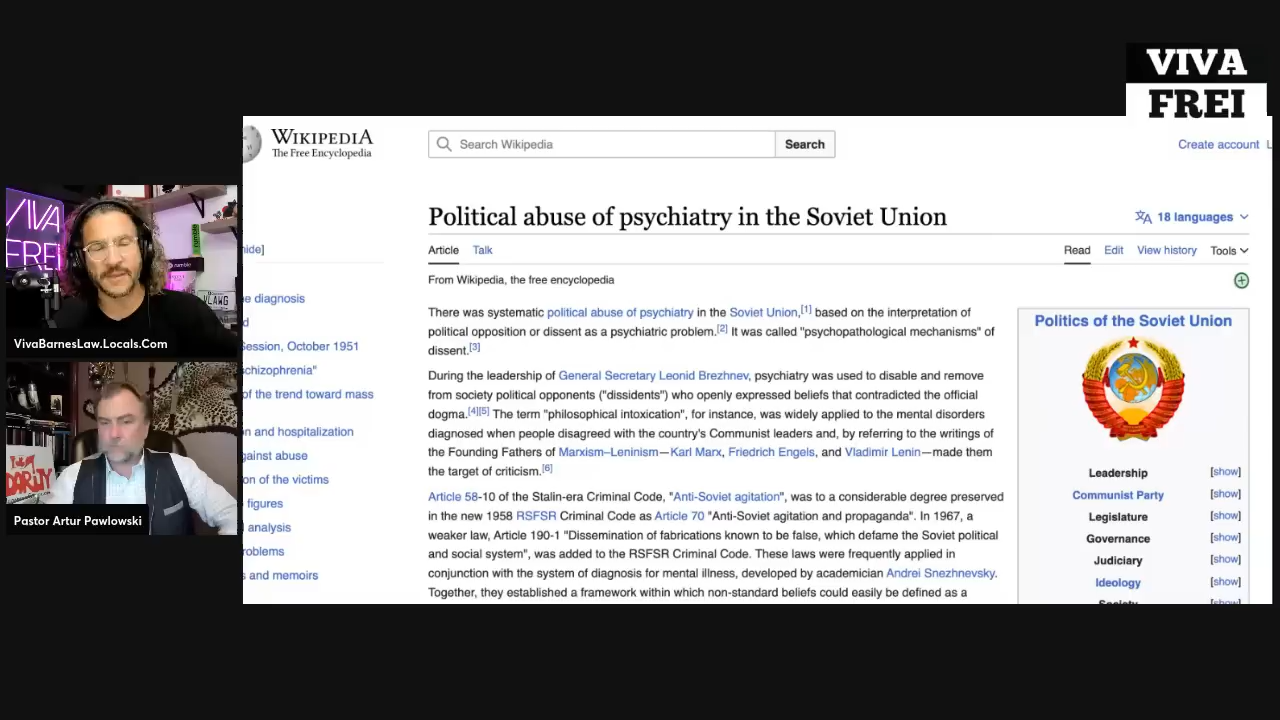 VIVA
FREI
WIKIPEDIA
The Free Encyclopedia
Search Wikipedia
Search
Create account
Political abuse of psychiatry in the Soviet Union
18 languages
Article Talk
Read Edit View history Tools
From Wikipedia, the free encyclopedia
hide]
e diagnosis
d
Session, October 1951
schizophrenia"
of the trend toward mass
n and hospitalization
against abuse
on of the victims
figures
analysis
roblems
s and memoirs
There was systematic political abuse of psychiatry in the Soviet Union,[1] based on the interpretation of
political opposition or dissent as a psychiatric problem.[2] It was called "psychopathological mechanisms" of
dissent.[3]
During the leadership of General Secretary Leonid Brezhnev, psychiatry was used to disable and remove
from society political opponents ("dissidents") who openly expressed beliefs that contradicted the official
dogma.[4][5] The term "philosophical intoxication", for instance, was widely applied to the mental disorders
diagnosed when people disagreed with the country's Communist leaders and, by referring to the writings of
the Founding Fathers of Marxism–Leninism—Karl Marx, Friedrich Engels, and Vladimir Lenin—made them
the target of criticism.[6]
Article 58-10 of the Stalin-era Criminal Code, "Anti-Soviet agitation", was to a considerable degree preserved
in the new 1958 RSFSR Criminal Code as Article 70 "Anti-Soviet agitation and propaganda". In 1967, a
weaker law, Article 190-1 "Dissemination of fabrications known to be false, which defame the Soviet political
and social system", was added to the RSFSR Criminal Code. These laws were frequently applied in
conjunction with the system of diagnosis for mental illness, developed by academician Andrei Snezhnevsky.
Together, they established a framework within which non-standard beliefs could easily be defined as a
Politics of the Soviet Union
Leadership [show]
Communist Party [show]
Legislature [show]
Governance [show]
Judiciary [show]
Ideology [show]
Society [show]
VIVA
FREI
rumble
VLAWG
VivaBarnesLaw.Locals.Com
Pastor Artur Pawlowski